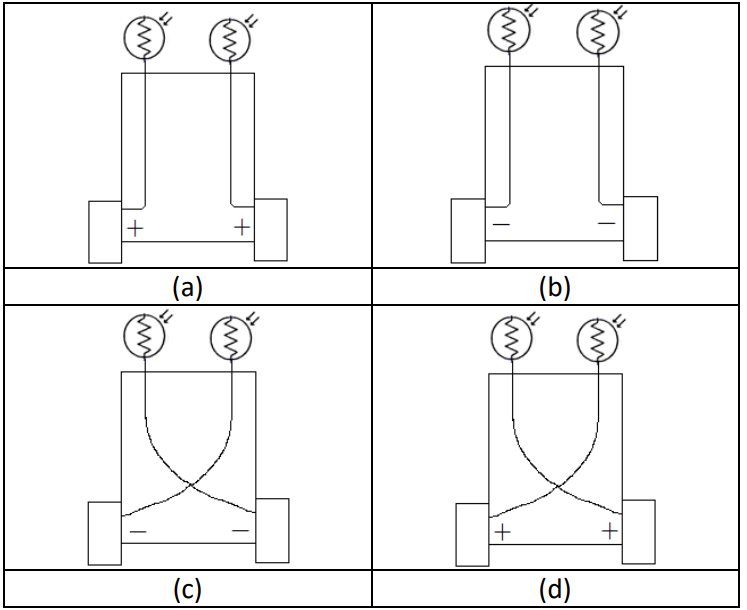 + +
− −
(a) (b)
− −
+ +
(c) (d)